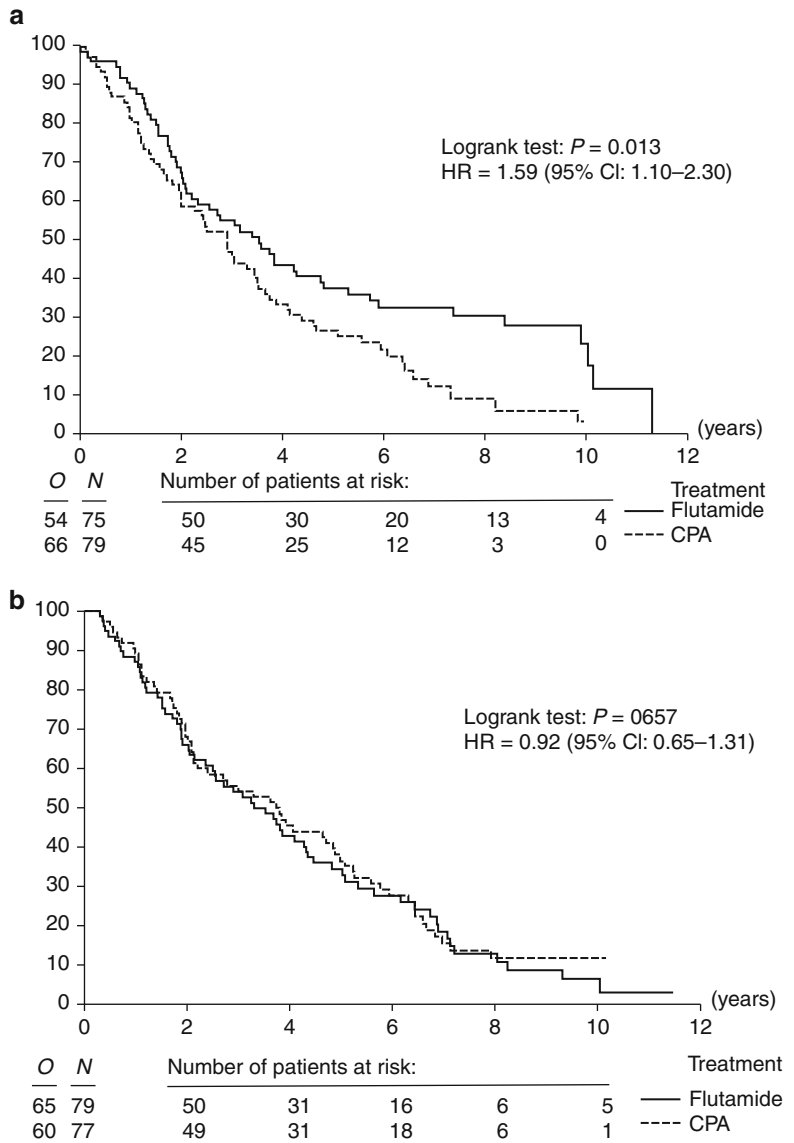 a
100
90
80
70
60
50
40
30
20
10
0
Logrank test: P = 0.013
HR = 1.59 (95% CI: 1.10–2.30)
0 2 4 6 8 10 12
(years)
O N Number of patients at risk:
Treatment
54 75 50 30 20 13 4 Flutamide
66 79 45 25 12 3 0 CPA
b
100
90
80
70
60
50
40
30
20
10
0
Logrank test: P = 0657
HR = 0.92 (95% CI: 0.65–1.31)
0 2 4 6 8 10 12
(years)
O N Number of patients at risk: Treatment
65 79 50 31 16 6 5 Flutamide
60 77 49 31 18 6 1 CPA